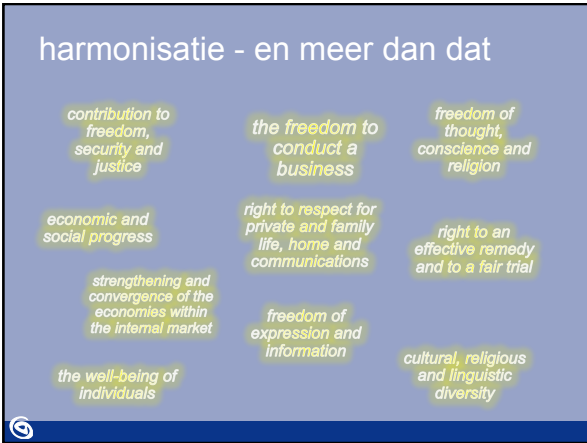 harmonisatie - en meer dan dat
contribution to
freedom,
security and
justice
the freedom to
conduct a
business
freedom of
thought,
conscience and
religion
economic and
social progress
right to respect for
private and family
life, home and
communications
right to an
effective remedy
and to a fair trial
strengthening and
convergence of the
economies within
the internal market
freedom of
expression and
information
the well-being of
individuals
cultural, religious
and linguistic
diversity